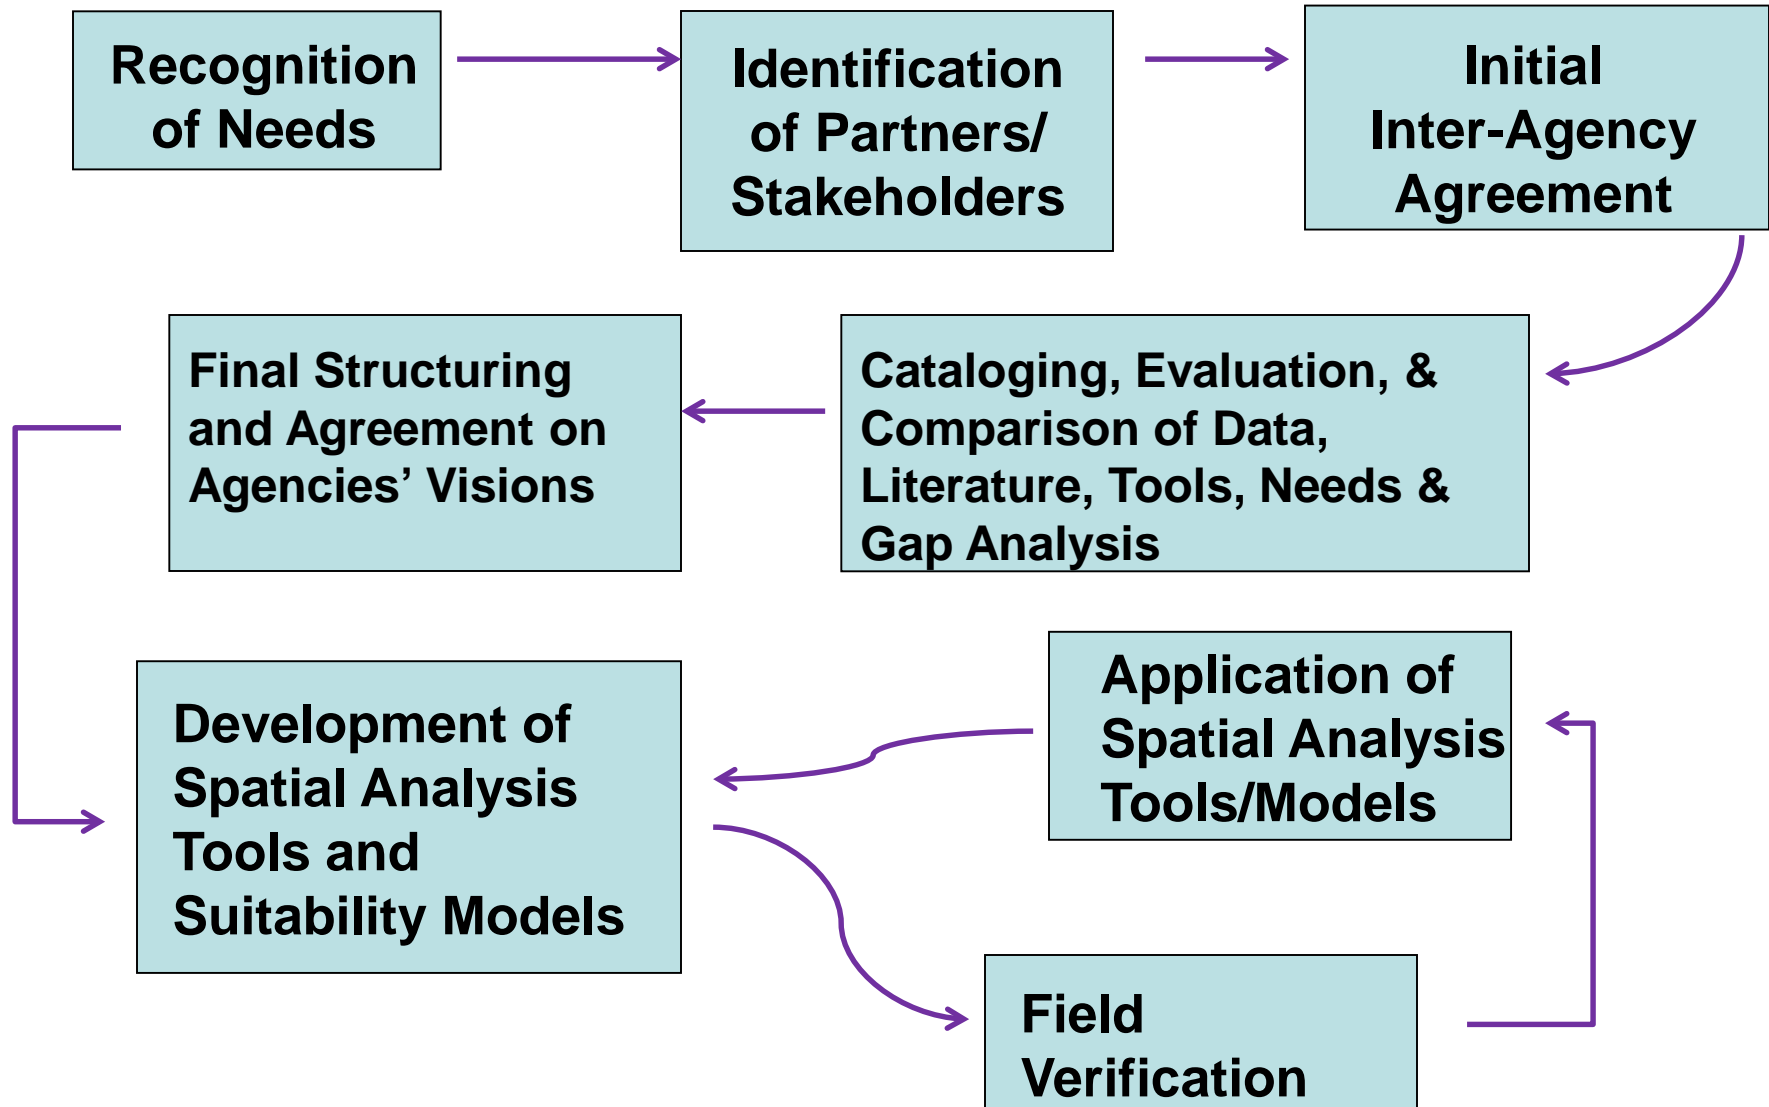 Recognition
of Needs
Identification
of Partners/
Stakeholders
Initial
Inter-Agency
Agreement
Final Structuring
and Agreement on
Agencies’ Visions
Cataloging, Evaluation, &
Comparison of Data,
Literature, Tools, Needs &
Gap Analysis
Development of
Spatial Analysis
Tools and
Suitability Models
Application of
Spatial Analysis
Tools/Models
Field
Verification